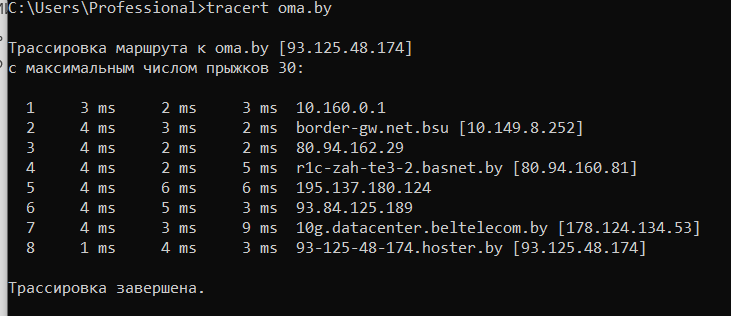 C:\Users\Professional>tracert oma.by
Трассировка маршрута к oma.by [93.125.48.174]
с максимальным числом прыжков 30:
1 3 ms 2 ms 3 ms 10.160.0.1
2 4 ms 3 ms 2 ms border-gw.net.bsu [10.149.8.252]
3 4 ms 2 ms 2 ms 80.94.162.29
4 4 ms 2 ms 5 ms r1c-zah-te3-2.basnet.by [80.94.160.81]
5 4 ms 6 ms 6 ms 195.137.180.124
6 4 ms 5 ms 3 ms 93.84.125.189
7 4 ms 3 ms 9 ms 10g.datacenter.beltelecom.by [178.124.134.53]
8 1 ms 4 ms 3 ms 93-125-48-174.hoster.by [93.125.48.174]
Трассировка завершена.